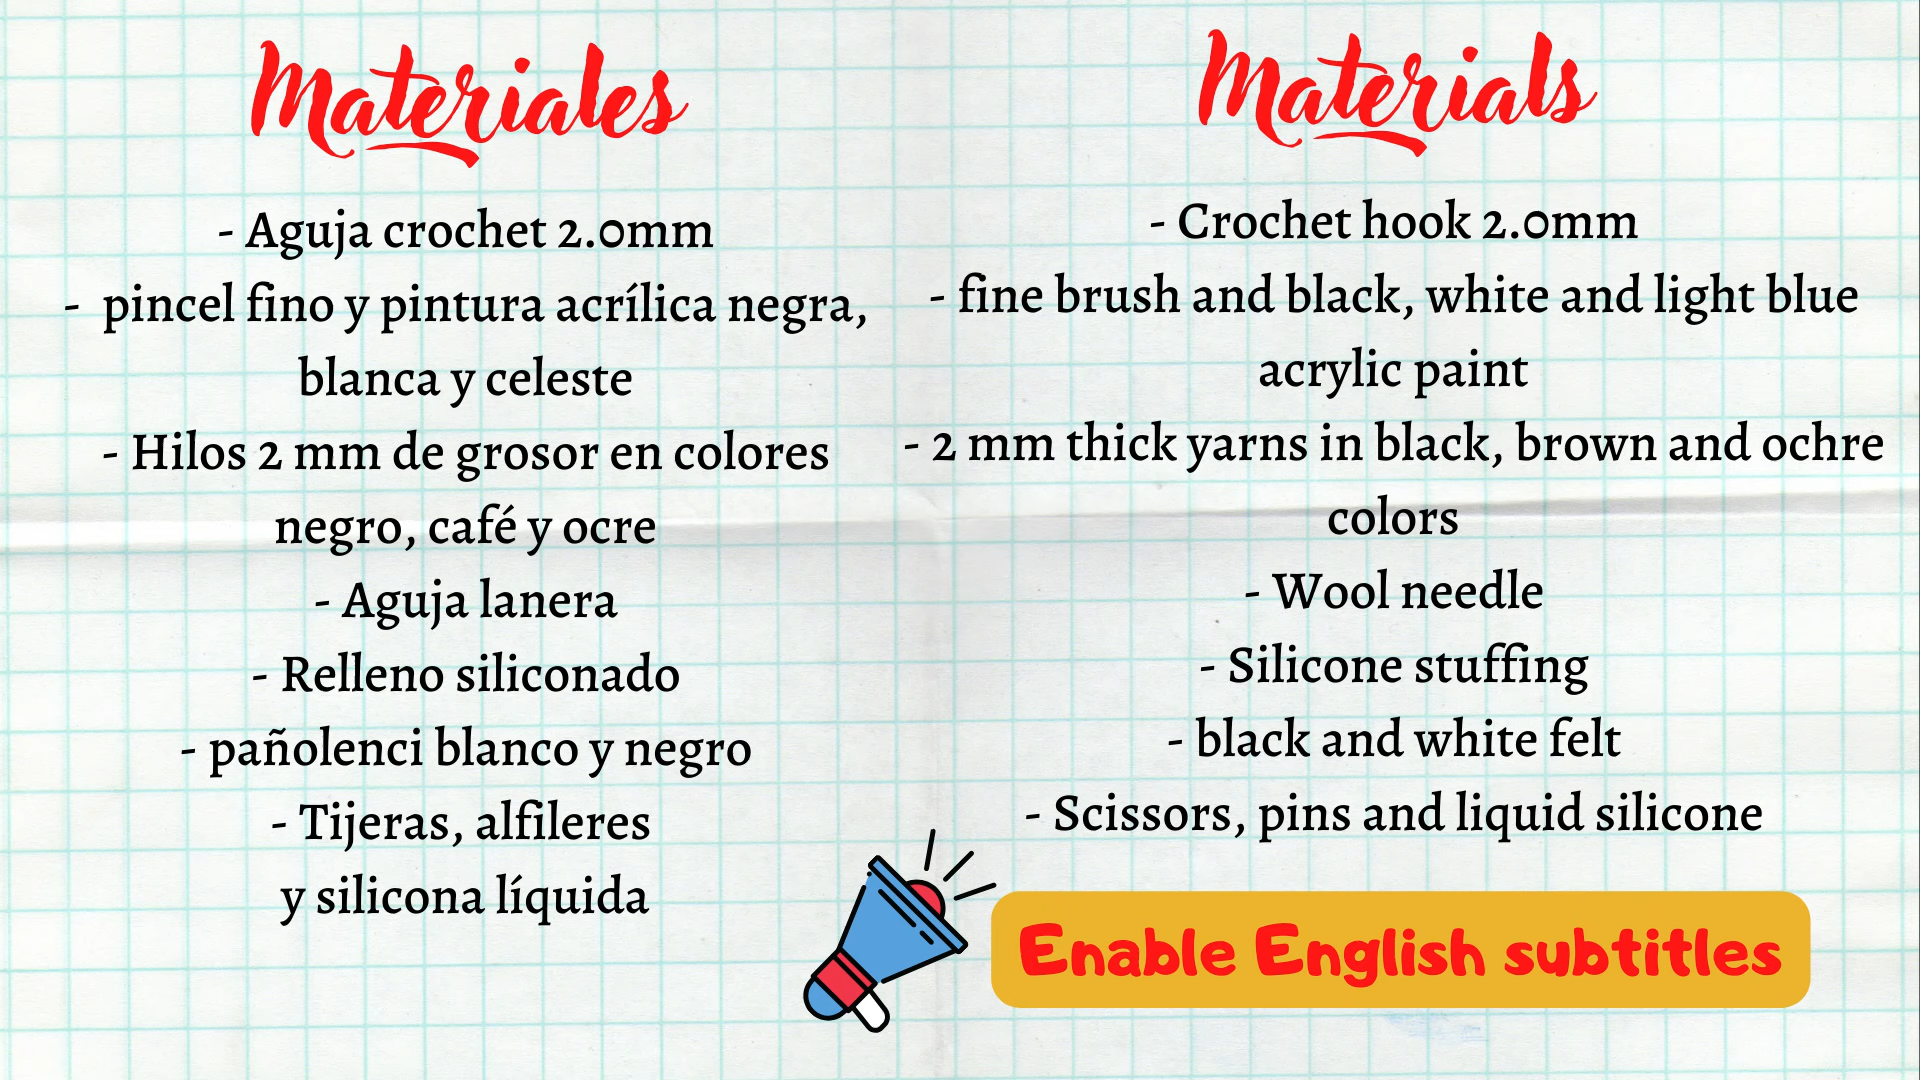 Materiales
- Aguja crochet 2.0mm
- pincel fino y pintura acrílica negra,
blanca y celeste
- Hilos 2 mm de grosor en colores
negro, café y ocre
- Aguja lanera
- Relleno siliconado
- pañolenci blanco y negro
- Tijeras, alfileres
y silicona líquida
Materials
- Crochet hook 2.0mm
- fine brush and black, white and light blue
acrylic paint
- 2 mm thick yarns in black, brown and ochre
colors
- Wool needle
- Silicone stuffing
- black and white felt
- Scissors, pins and liquid silicone
Enable English subtitles